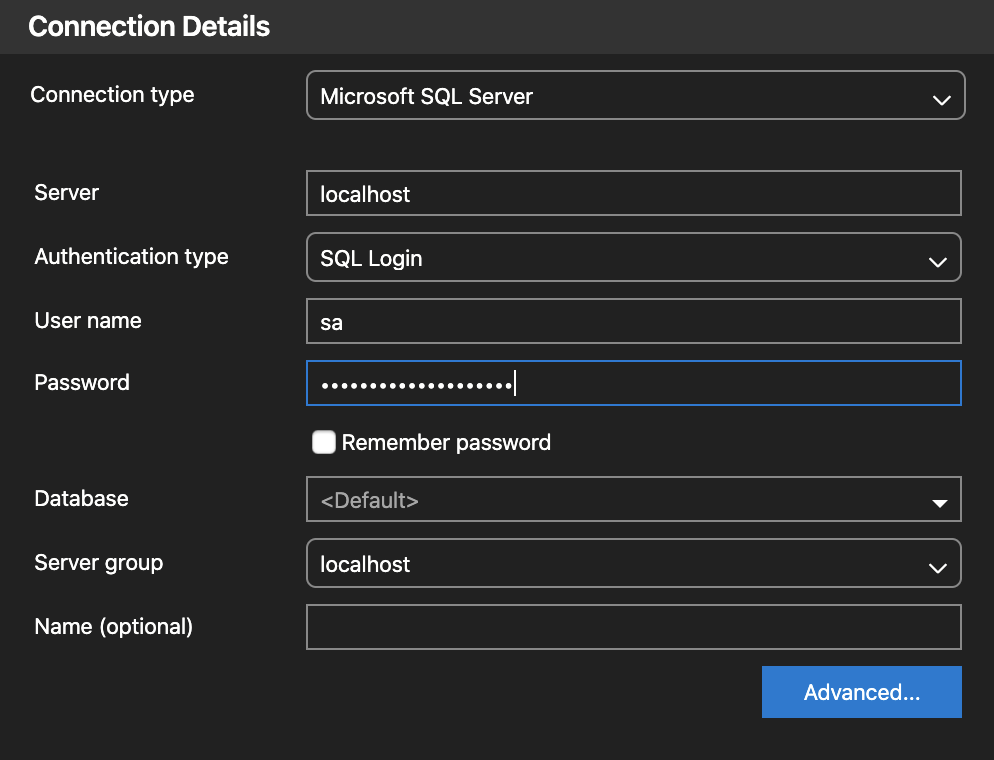 Connection Details
Connection type
Microsoft SQL Server
Server
localhost
Authentication type
SQL Login
User name
sa
Password
••••••••••••••••••••
Remember password
Database
<Default>
Server group
localhost
Name (optional)
Advanced...